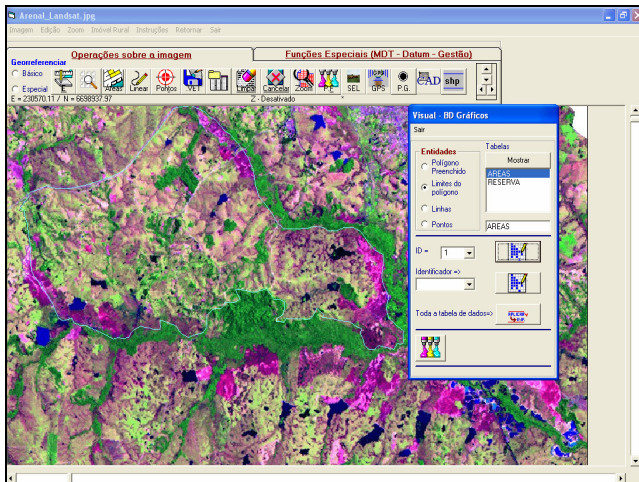 Arenal_Landsat.jpg
Imagem Edição Zoom Imóvel Rural Instruções Retornar Sair
Operações sobre a imagem
Funções Especiais (MDT - Datum - Gestão)
Georeferenciar
Básico
Especial
Áreas
Linear
Pontos
.VET
Limpar
Cancelar
Zoom
SEL
GPS
P.G.
CAD
shp
E = 230570.11 / N = 6698937.97
Z - Desativado
Visual - BD Gráficos
Sair
Entidades
Polígono Preenchido
Limites do polígono
Linhas
Pontos
Tabelas
Mostrar
AREAS
RESERVA
AREAS
ID =
1
Identificador =>
Toda a tabela de dados=>